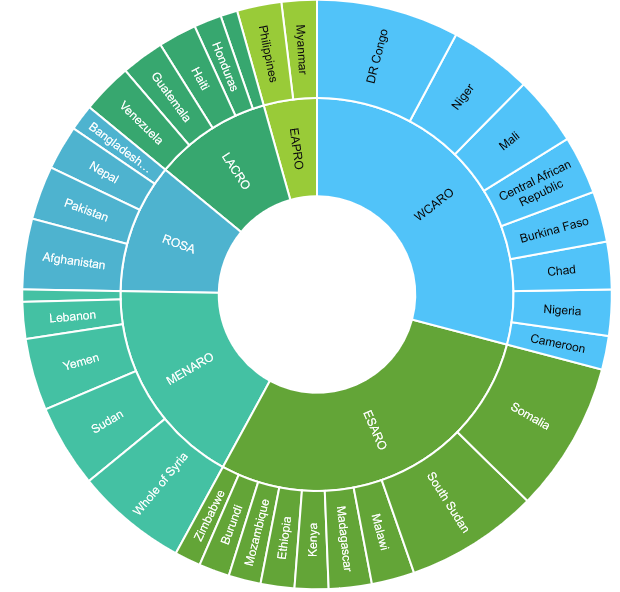 DR Congo
Niger
Mali
Central African
Republic
Burkina Faso
Chad
Nigeria
Cameroon
WCARO
Somalia
South Sudan
Malawi
Madagascar
Kenya
Ethiopia
Mozambique
Burundi
Zimbabwe
ESARO
Whole of Syria
Sudan
Yemen
Lebanon
MENARO
Afghanistan
Pakistan
Nepal
Bangladesh...
ROSA
Venezuela
Guatemala
Haiti
Honduras
LACRO
Philippines
Myanmar
EAPRO